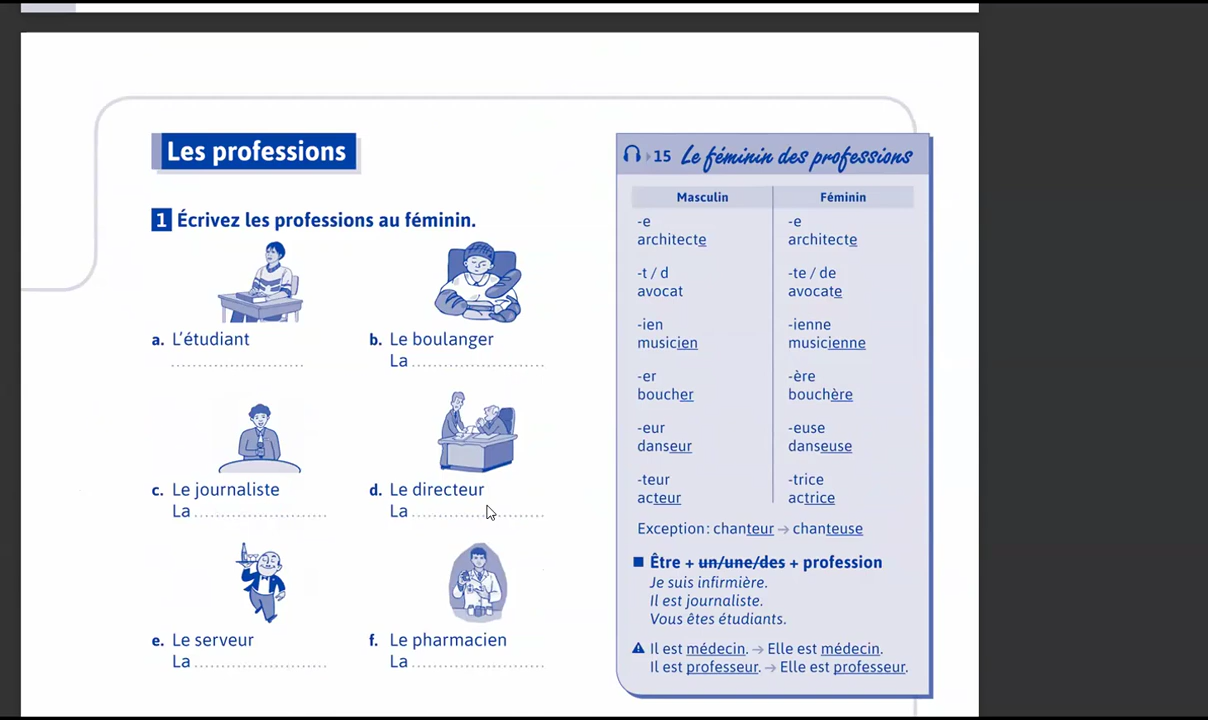 Les professions
1 Écrivez les professions au féminin.
a. L'étudiant
b. Le boulanger
La
c. Le journaliste
La
d. Le directeur
La
e. Le serveur
La
f. Le pharmacien
La
15 Le féminin des professions
Masculin Féminin
-e -e
architecte architecte
-t / d -te / de
avocat avocate
-ien -ienne
musicien musicienne
-er -ère
boucher bouchère
-eur -euse
danseur danseuse
-teur -trice
acteur actrice
Exception : chanteur → chanteuse
■ Être + un/une/des + profession
Je suis infirmière.
Il est journaliste.
Vous êtes étudiants.
Il est médecin. → Elle est médecin.
Il est professeur. → Elle est professeur.